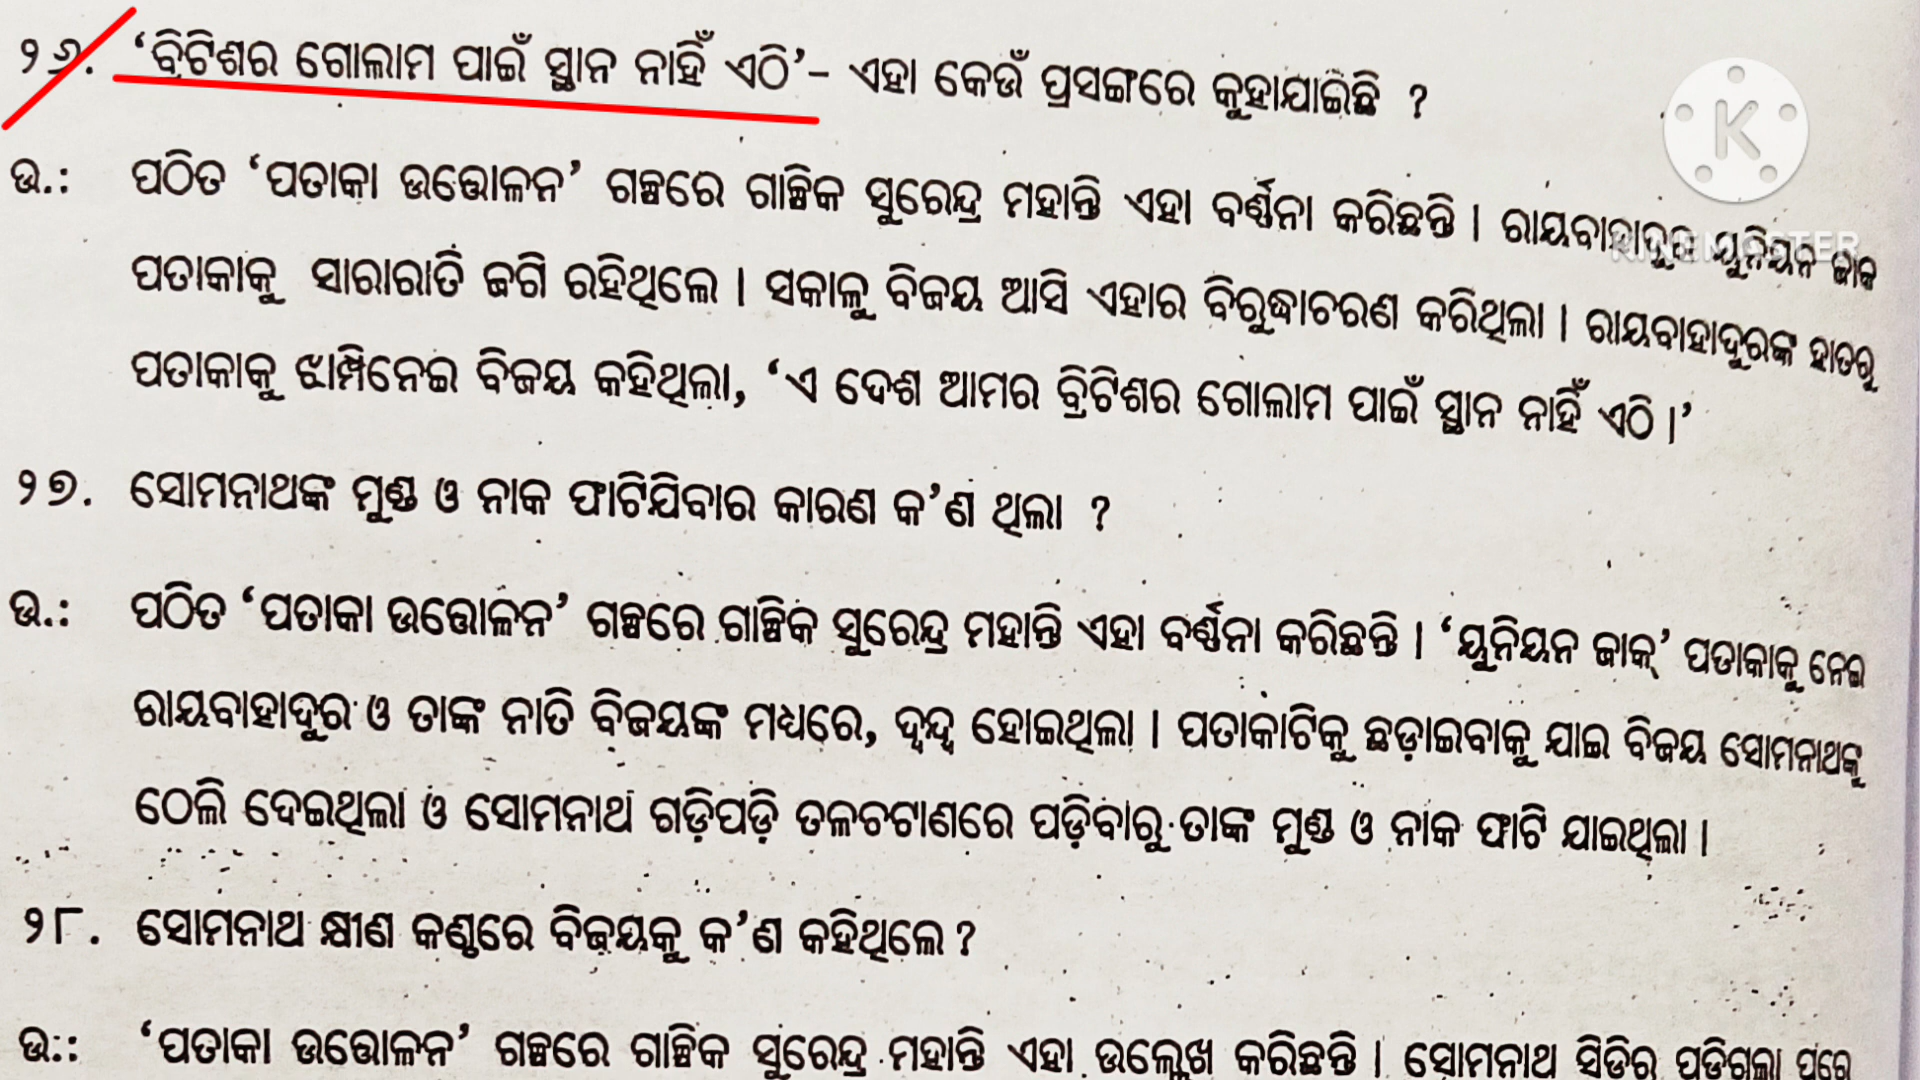 ୨୬. ‘ବ୍ରିଟିଶର ଗୋଲାମ ପାଇଁ ସ୍ଥାନ ନାହିଁ ଏଠି’- ଏହା କେଉଁ ପ୍ରସଙ୍ଗରେ କୁହାଯାଇଛି ?
ଉ.: ପଠିତ ‘ପତାକା ଉତ୍ତୋଳନ’ ଗଳ୍ପରେ ଗାଳ୍ପିକ ସୁରେନ୍ଦ୍ର ମହାନ୍ତି ଏହା ବର୍ଣ୍ଣନା କରିଛନ୍ତି । ରାୟବାହାଦୁର ୟୁନିୟନ ଜାକ
KINEMASTER
ପତାକାକୁ ସାରାରାତି ଜଗି ରହିଥିଲେ । ସକାଳୁ ବିଜୟ ଆସି ଏହାର ବିରୁଦ୍ଧାଚରଣ କରିଥିଲା । ରାୟବାହାଦୁରଙ୍କ ହାତରୁ
ପତାକାକୁ ଝାମ୍ପିନେଇ ବିଜୟ କହିଥିଲା, ‘ଏ ଦେଶ ଆମର ବ୍ରିଟିଶର ଗୋଲାମ ପାଇଁ ସ୍ଥାନ ନାହିଁ ଏଠି ।’
୨୭. ସୋମନାଥଙ୍କ ମୁଣ୍ଡ ଓ ନାକ ଫାଟିଯିବାର କାରଣ କ’ଣ ଥିଲା ?
ଉ.: ପଠିତ ‘ପତାକା ଉତ୍ତୋଳନ’ ଗଳ୍ପରେ ଗାଳ୍ପିକ ସୁରେନ୍ଦ୍ର ମହାନ୍ତି ଏହା ବର୍ଣ୍ଣନା କରିଛନ୍ତି । ‘ୟୁନିୟନ ଜାକ୍’ ପତାକାକୁ ନେଇ
ରାୟବାହାଦୁର ଓ ତାଙ୍କ ନାତି ବିଜୟଙ୍କ ମଧ୍ୟରେ, ଦ୍ୱନ୍ଦ୍ୱ ହୋଇଥିଲା । ପତାକାଟିକୁ ଛଡ଼ାଇବାକୁ ଯାଇ ବିଜୟ ସୋମନାଥଙ୍କୁ
ଠେଲି ଦେଇଥିଲା ଓ ସୋମନାଥ ଗଡ଼ିପଡ଼ି ତଳଚଟାଣରେ ପଡ଼ିବାରୁ ତାଙ୍କ ମୁଣ୍ଡ ଓ ନାକ ଫାଟି ଯାଇଥିଲା ।
୨୮. ସୋମନାଥ କ୍ଷୀଣ କଣ୍ଠରେ ବିଜୟକୁ କ’ଣ କହିଥିଲେ ?
ଉ.: ‘ପତାକା ଉତ୍ତୋଳନ’ ଗଳ୍ପରେ ଗାଳ୍ପିକ ସୁରେନ୍ଦ୍ର ମହାନ୍ତି ଏହା ଉଲ୍ଲେଖ କରିଛନ୍ତି । ସୋମନାଥ ସିଡିର ପଡିଗଲା ପରେ